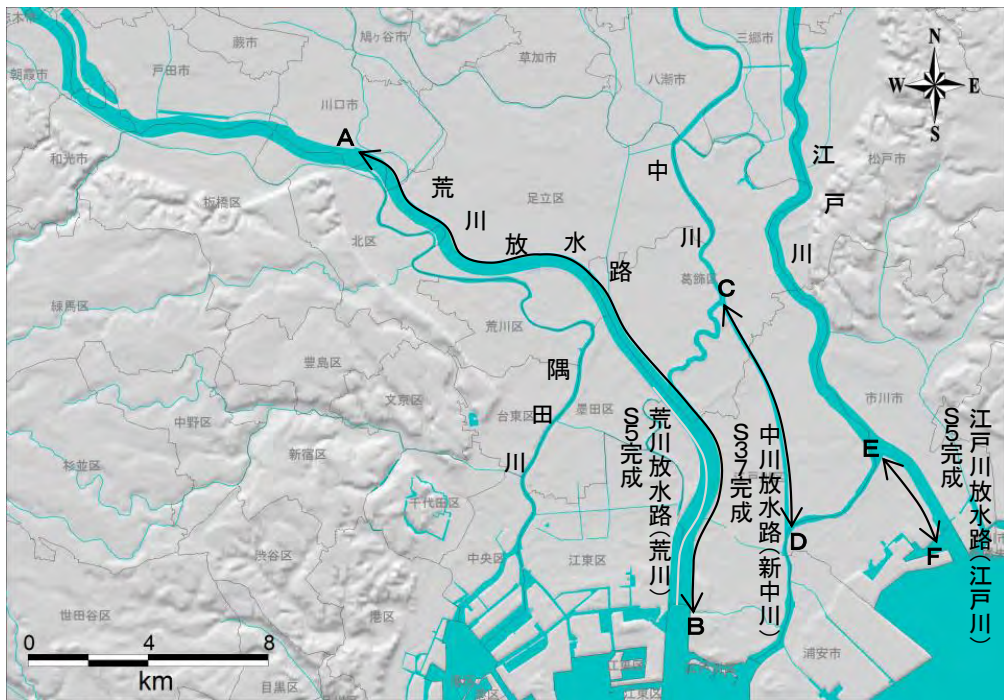 志木市
朝霞市
和光市
戸田市
蕨市
川口市
鳩ヶ谷市
草加市
八潮市
三郷市
松戸市
N
W
E
S
A
荒川放水路
足立区
中川
江戸川
板橋区
北区
葛飾区
C
練馬区
荒川区
豊島区
文京区
隅田川
台東区
墨田区
市川市
中野区
新宿区
杉並区
千代田区
荒川放水路(荒川)
S5完成
中川放水路(新中川)
S37完成
江戸川放水路(江戸川)
S5完成
E
D
F
B
渋谷区
中央区
江東区
港区
世田谷区
目黒区
浦安市
江東区
0 4 8
km